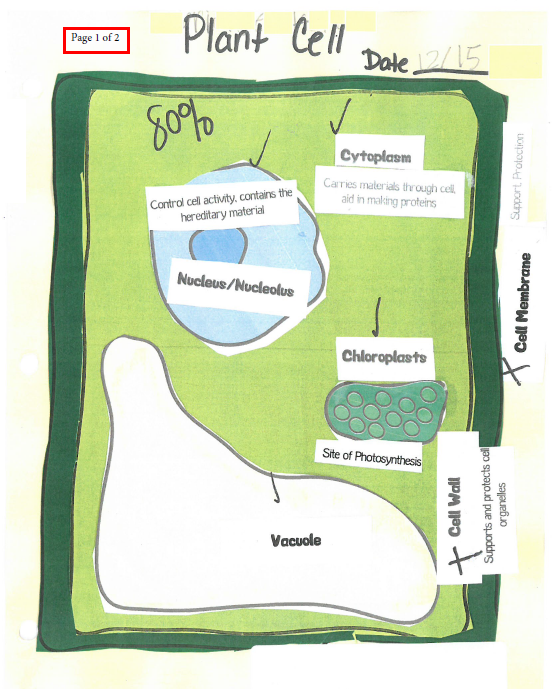 Page 1 of 2
Plant Cell
Date 12/15
80%
Cytoplasm
Carries materials through cell,
aid in making proteins
Control cell activity, contains the
hereditary material
Nucleus/Nucleolus
Support, Protection
Cell Membrane
Chloroplasts
Site of Photosynthesis
Cell Wall
Supports and protects cell
organelles
Vacuole